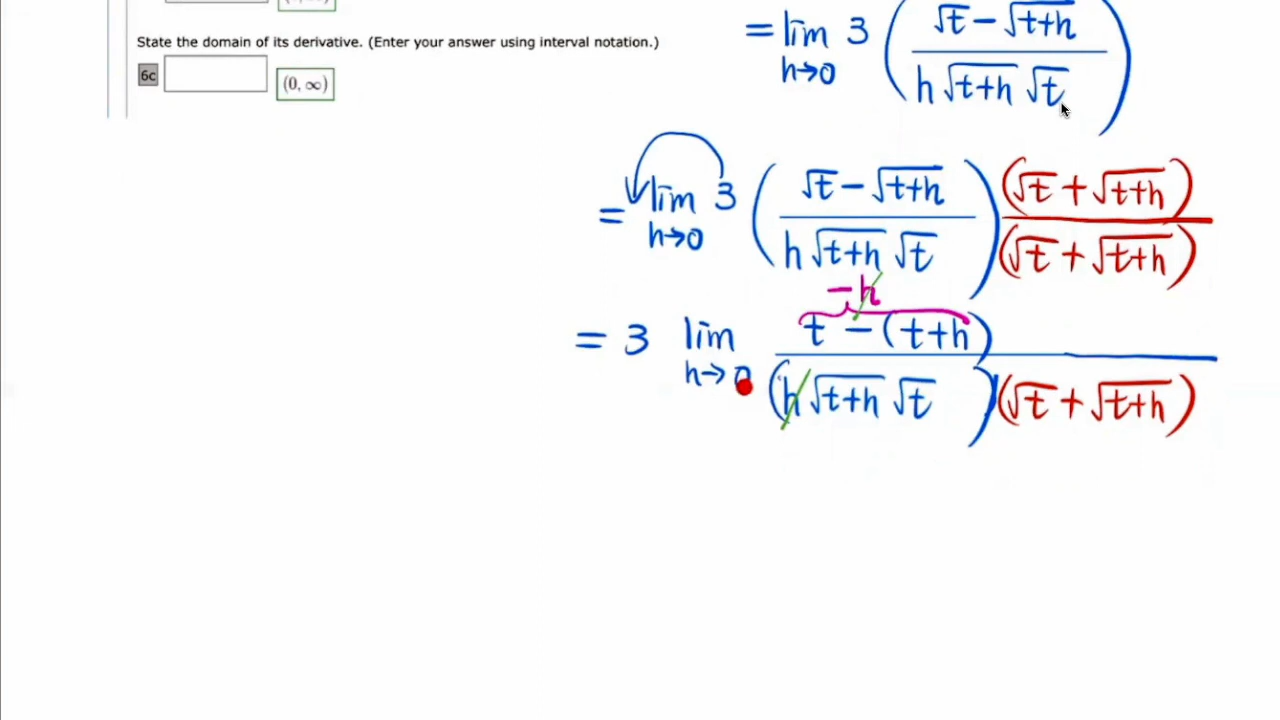 State the domain of its derivative. (Enter your answer using interval notation.)
6c (0, ∞)
= lim h→0 3 ( (√t − √(t+h)) / (h √(t+h) √t) )
= lim h→0 3 ( (√t − √(t+h)) / (h √(t+h) √t) ) (√t + √(t+h)) / (√t + √(t+h))
−h
= 3 lim h→0 (t − (t+h)) / ((h √(t+h) √t) (√t + √(t+h)))